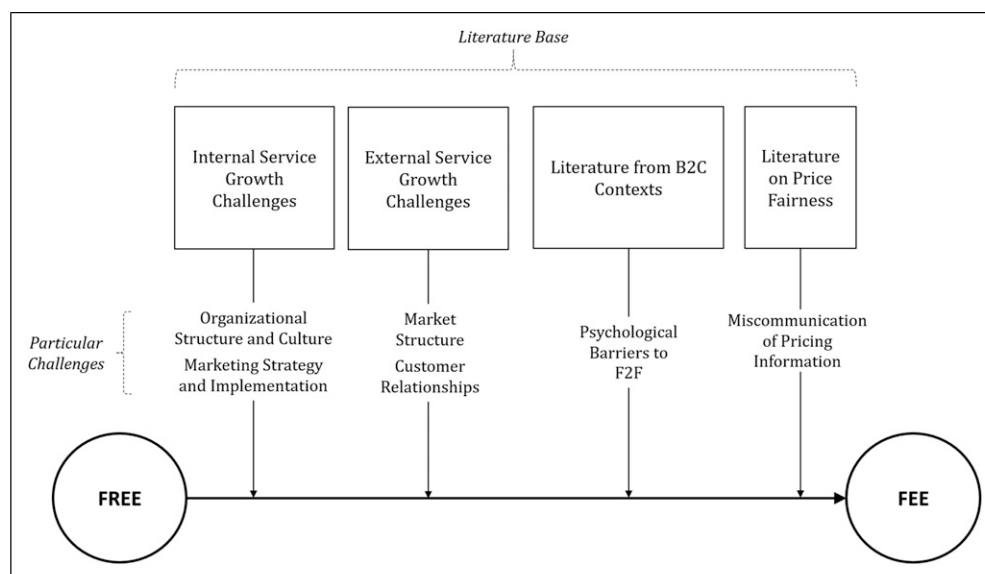 Literature Base
Internal Service
Growth
Challenges
External Service
Growth
Challenges
Literature from B2C
Contexts
Literature
on Price
Fairness
Particular
Challenges
Organizational
Structure and Culture
Marketing Strategy
and Implementation
Market
Structure
Customer
Relationships
Psychological
Barriers to
F2F
Miscommunication
of Pricing
Information
FREE
FEE